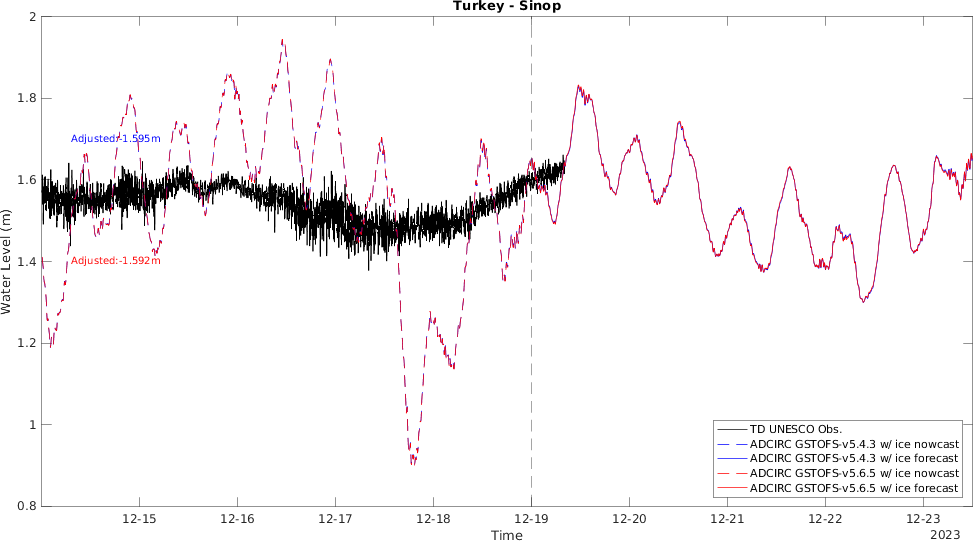 Turkey - Sinop
2
1.8
1.6
1.4
1.2
1
0.8
Water Level (m)
Adjusted:-1.595m
Adjusted:-1.592m
TD UNESCO Obs.
ADCIRC GSTOFS-v5.4.3 w/ ice nowcast
ADCIRC GSTOFS-v5.4.3 w/ ice forecast
ADCIRC GSTOFS-v5.6.5 w/ ice nowcast
ADCIRC GSTOFS-v5.6.5 w/ ice forecast
12-15 12-16 12-17 12-18 12-19 12-20 12-21 12-22 12-23
Time
2023